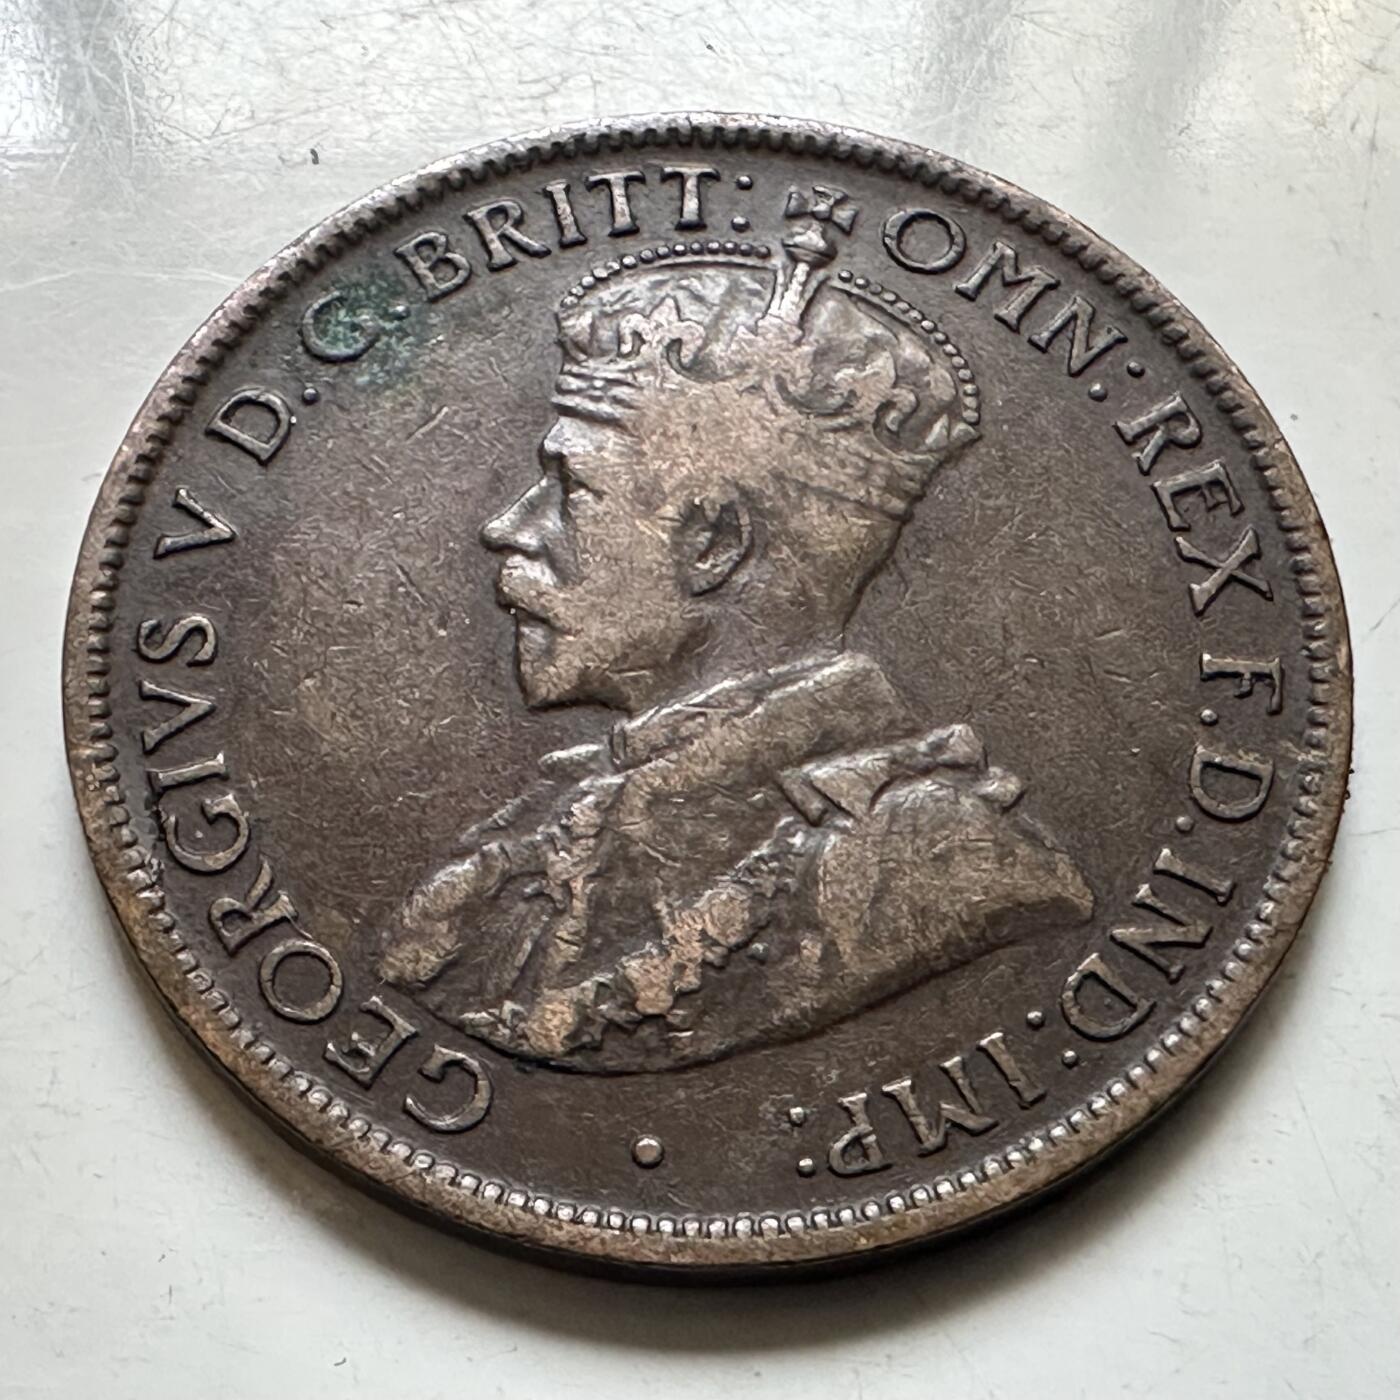 GEORGIVS V D.G.BRITT: OMN:REX F.D.IND:IMP: